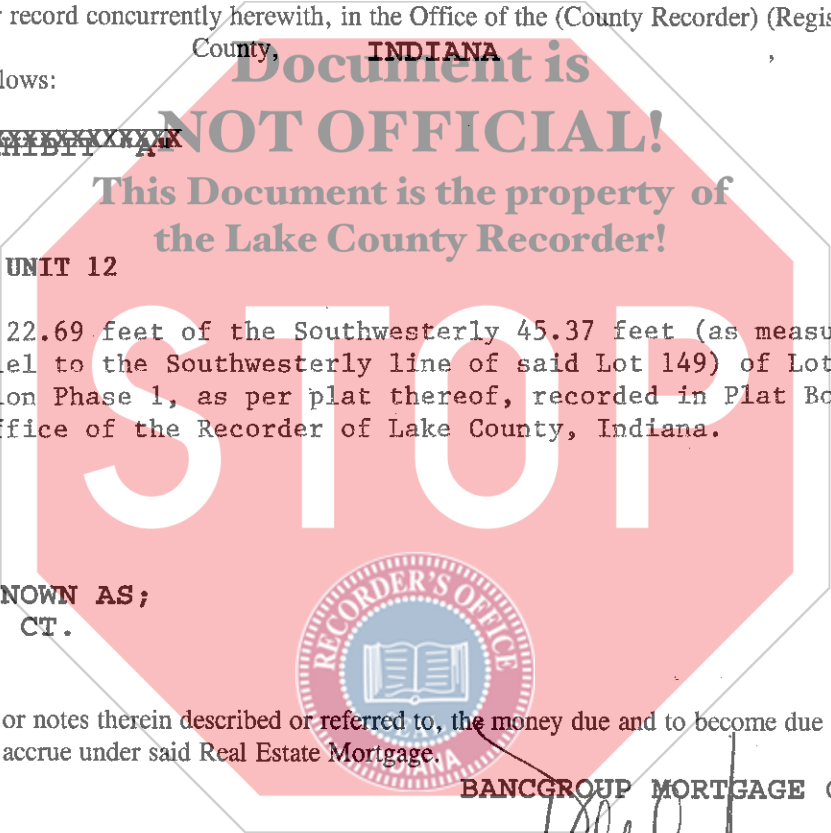 record concurrently herewith, in the Office of the (County Recorder) (Regis
County, INDIANA ,
lows:
Document is
NOT OFFICIAL!
This Document is the property of
the Lake County Recorder!
UNIT 12
22.69 feet of the Southwesterly 45.37 feet (as measu
el to the Southwesterly line of said Lot 149) of Lot
on Phase 1, as per plat thereof, recorded in Plat Bo
ffice of the Recorder of Lake County, Indiana.
STOP
NOWN AS;
CT.
RECORDER'S OFFICE
SEAL
INDIANA
or notes therein described or referred to, the money due and to become due
accrue under said Real Estate Mortgage.
BANCGROUP MORTGAGE